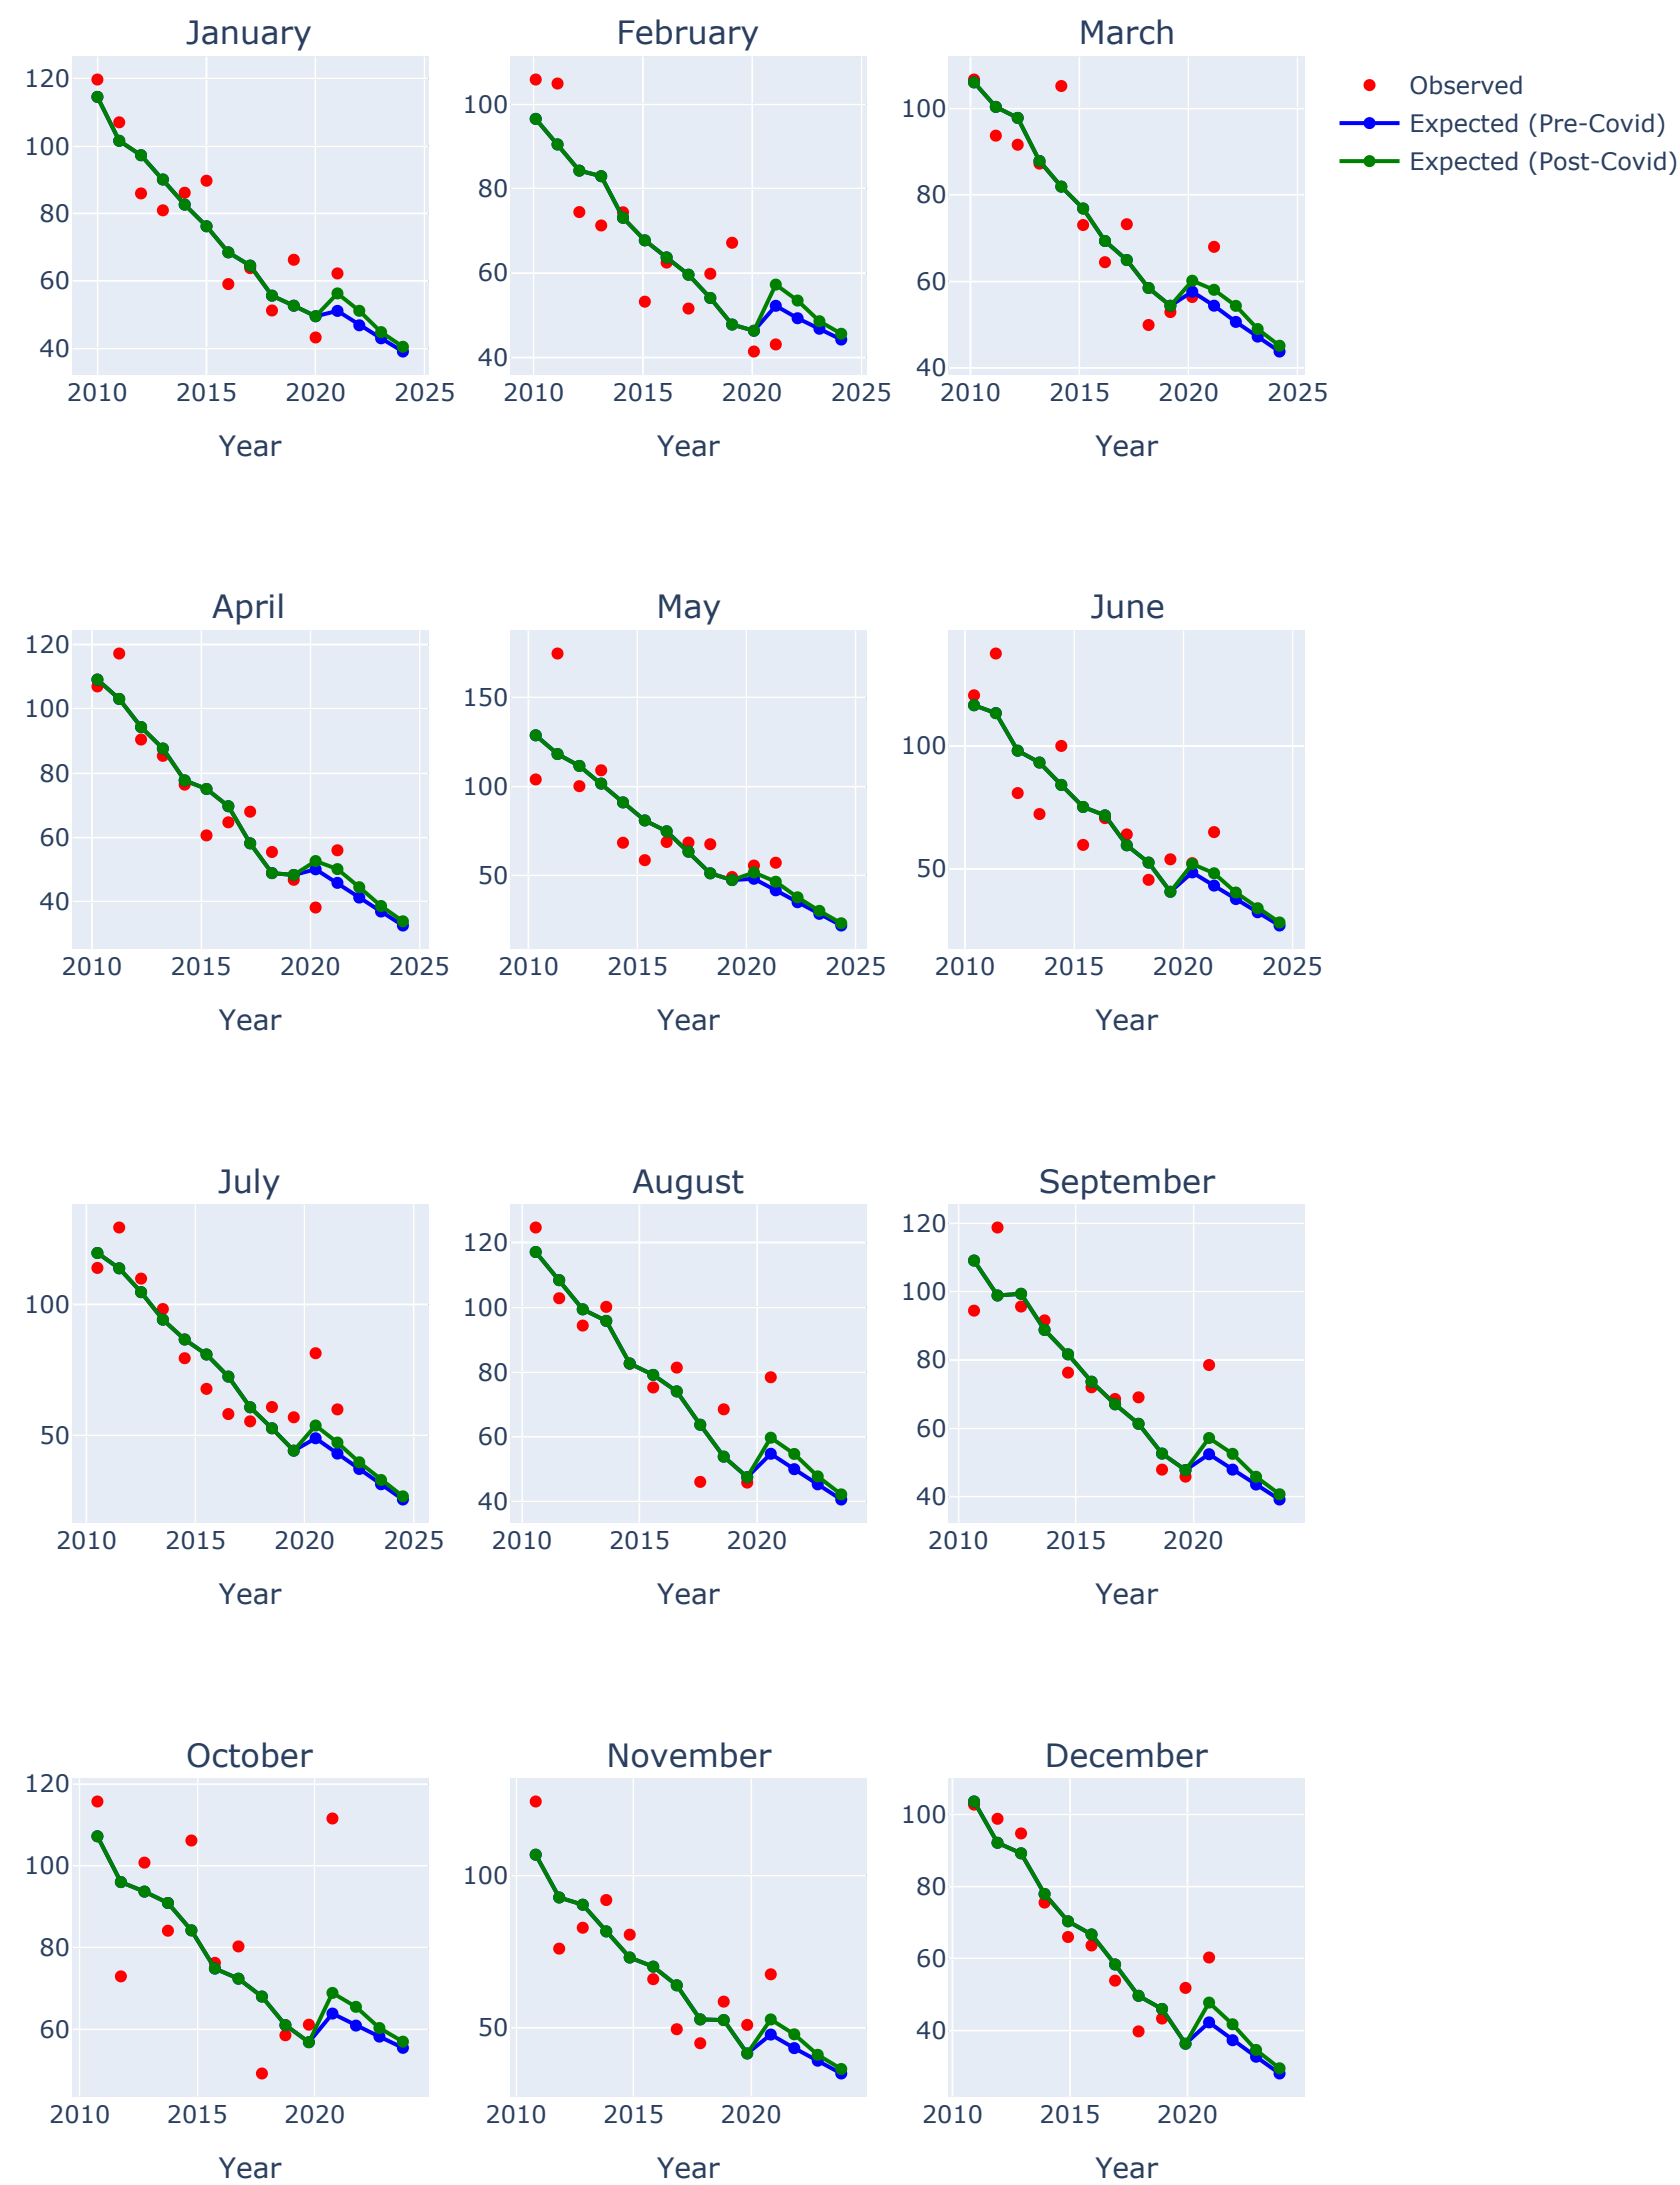 January February March
120
100
80
60
40
2010 2015 2020 2025
Year
100
80
60
40
2010 2015 2020 2025
Year
100
80
60
40
2010 2015 2020 2025
Year
Observed
Expected (Pre-Covid)
Expected (Post-Covid)
April May June
120
100
80
60
40
2010 2015 2020 2025
Year
150
100
50
2010 2015 2020 2025
Year
100
50
2010 2015 2020 2025
Year
July August September
100
50
2010 2015 2020 2025
Year
120
100
80
60
40
2010 2015 2020
Year
120
100
80
60
40
2010 2015 2020
Year
October November December
120
100
80
60
2010 2015 2020
Year
100
50
2010 2015 2020
Year
100
80
60
40
2010 2015 2020
Year